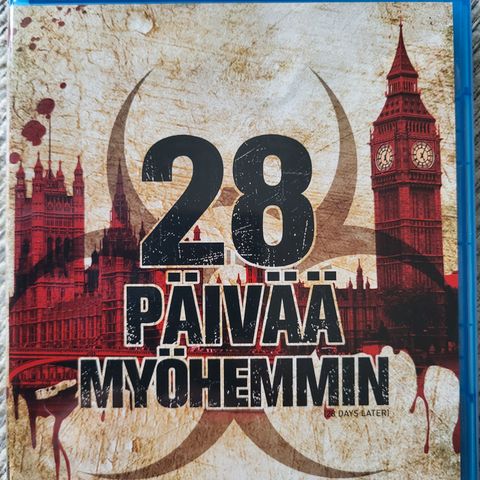 28
PÄIVÄÄ
MYÖHEMMIN
(28 DAYS LATER)